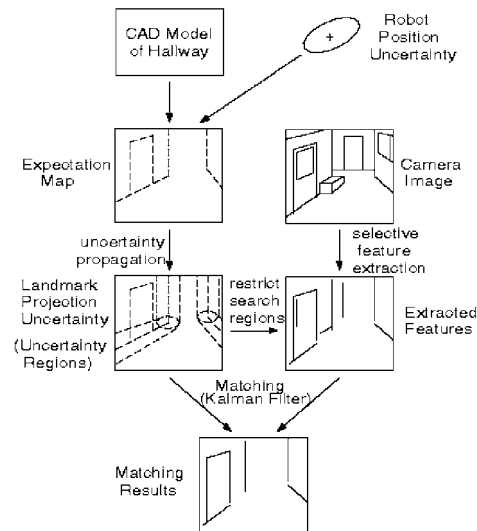 CAD Model
of Hallway
Robot
Position
Uncertainty
Expectation
Map
Camera
Image
uncertainty
propagation
selective
feature
extraction
Landmark
Projection
Uncertainty
(Uncertainty
Regions)
restrict
search
regions
Extracted
Features
Matching
(Kalman Filter)
Matching
Results